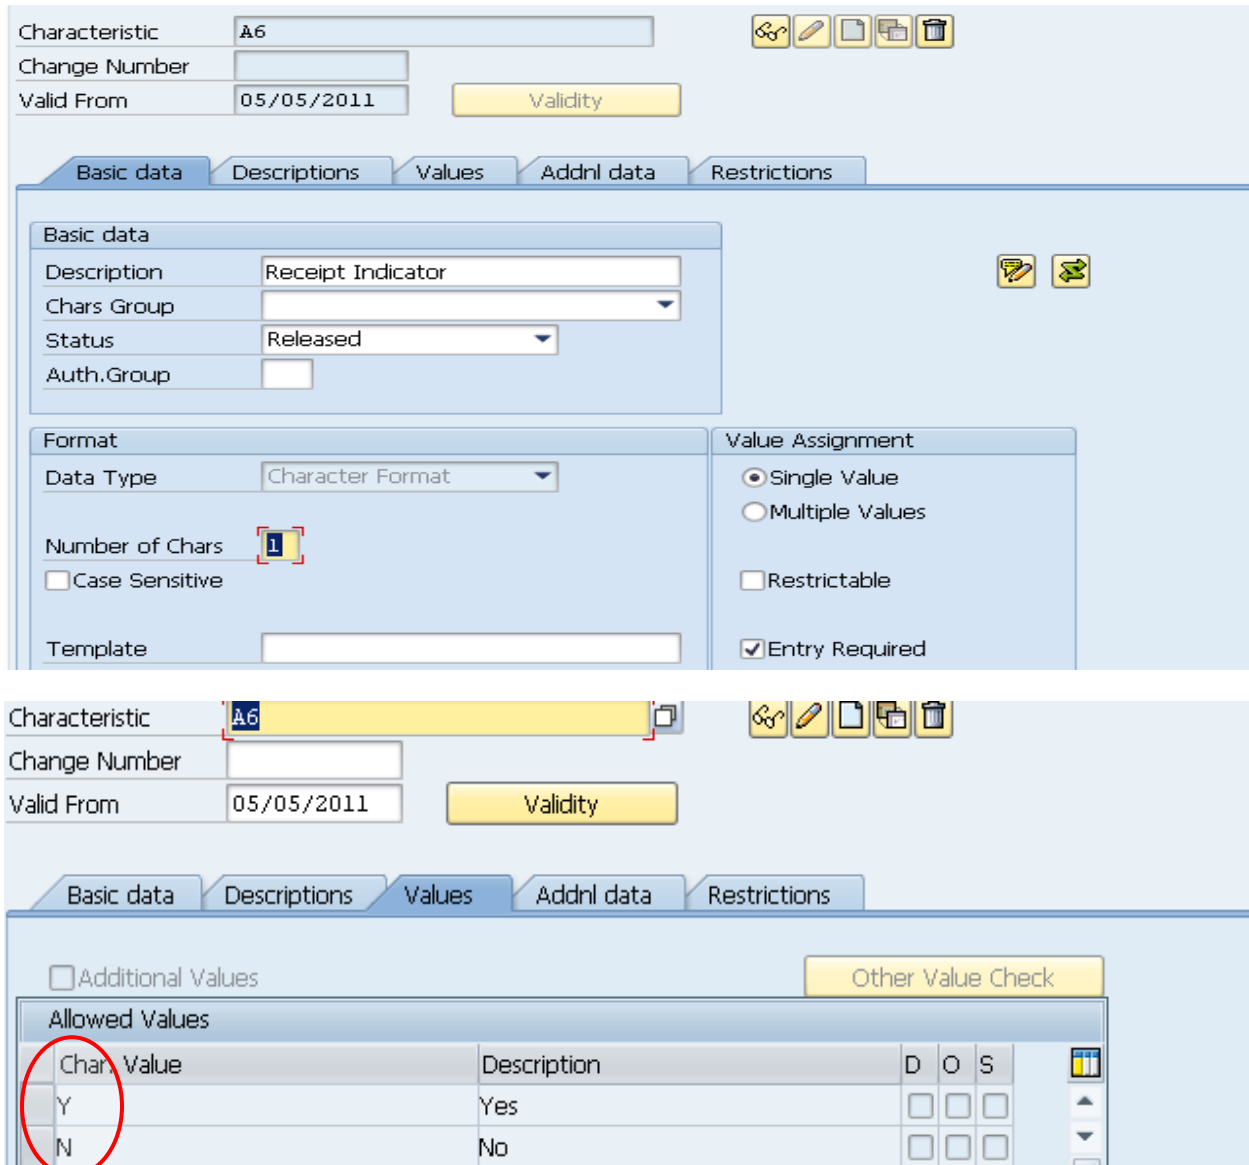 Characteristic A6
Change Number
Valid From 05/05/2011 Validity
Basic data Descriptions Values Addnl data Restrictions
Basic data
Description Receipt Indicator
Chars Group
Status Released
Auth.Group
Format Value Assignment
Data Type Character Format Single Value
Multiple Values
Number of Chars 1
Case Sensitive Restrictable
Template Entry Required
Characteristic A6
Change Number
Valid From 05/05/2011 Validity
Basic data Descriptions Values Addnl data Restrictions
Additional Values Other Value Check
Allowed Values
Char. Value Description D O S
Y Yes
N No